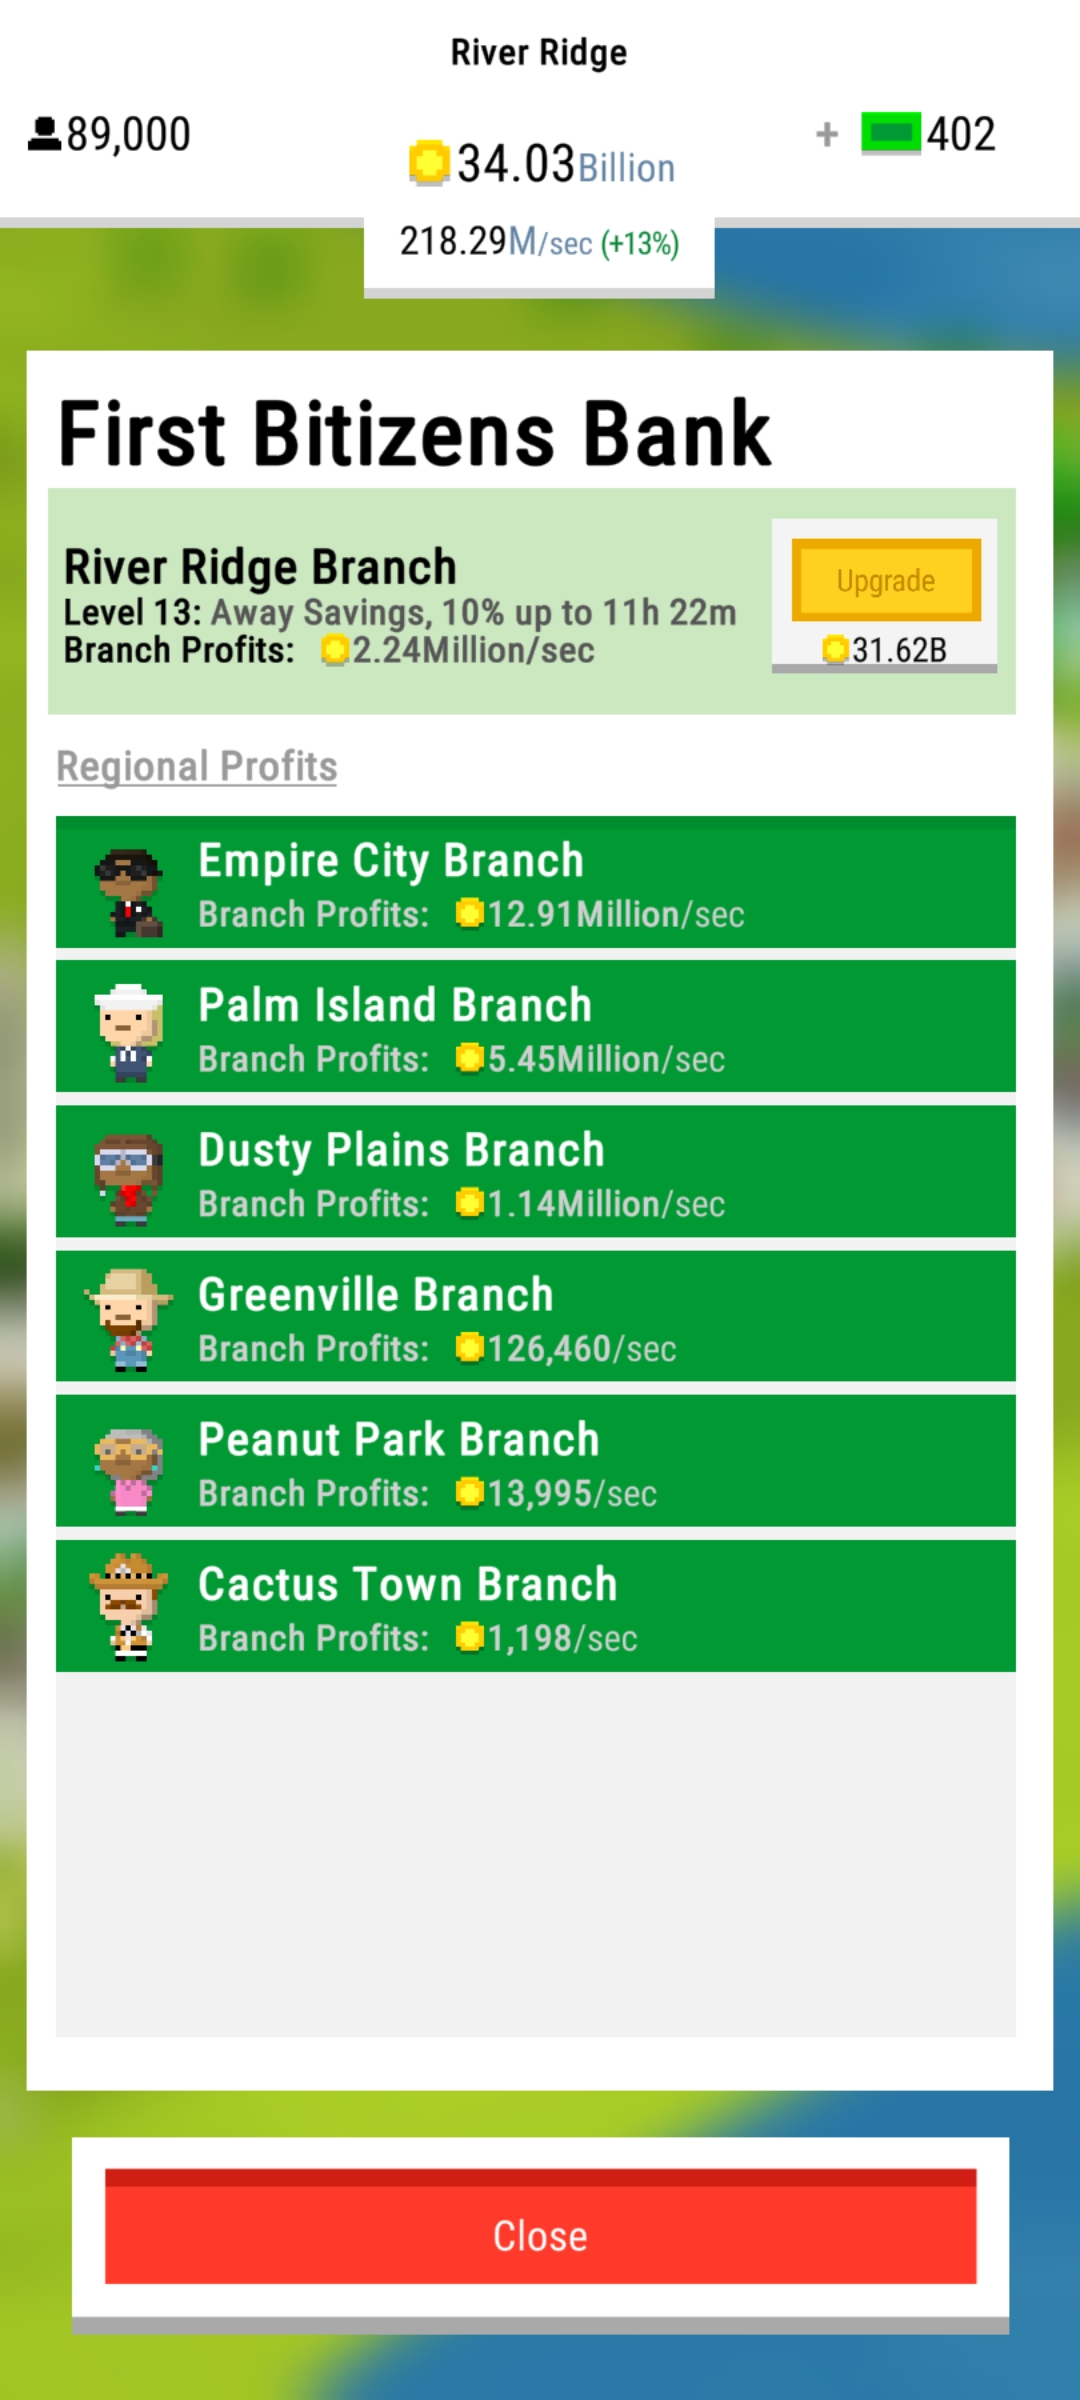 River Ridge
89,000
34.03Billion
+ 402
218.29M/sec (+13%)
First Bitizens Bank
River Ridge Branch
Level 13: Away Savings, 10% up to 11h 22m
Branch Profits: 2.24Million/sec
Upgrade
31.62B
Regional Profits
Empire City Branch
Branch Profits: 12.91Million/sec
Palm Island Branch
Branch Profits: 5.45Million/sec
Dusty Plains Branch
Branch Profits: 1.14Million/sec
Greenville Branch
Branch Profits: 126,460/sec
Peanut Park Branch
Branch Profits: 13,995/sec
Cactus Town Branch
Branch Profits: 1,198/sec
Close